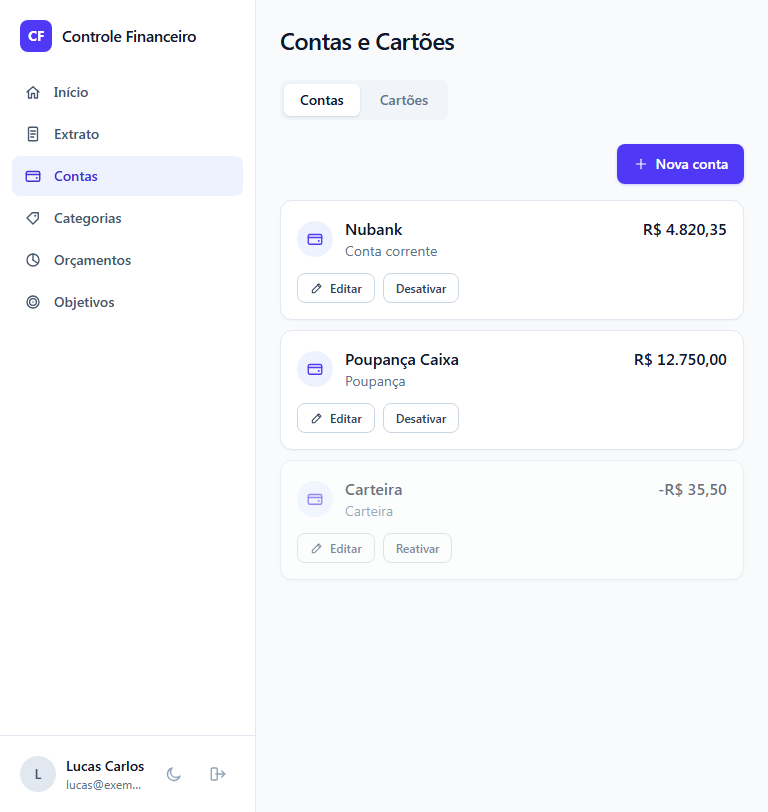 CF Controle Financeiro
Início
Extrato
Contas
Categorias
Orçamentos
Objetivos
L
Lucas Carlos
lucas@exem...
Contas e Cartões
Contas Cartões
+ Nova conta
Nubank R$ 4.820,35
Conta corrente
Editar Desativar
Poupança Caixa R$ 12.750,00
Poupança
Editar Desativar
Carteira -R$ 35,50
Carteira
Editar Reativar